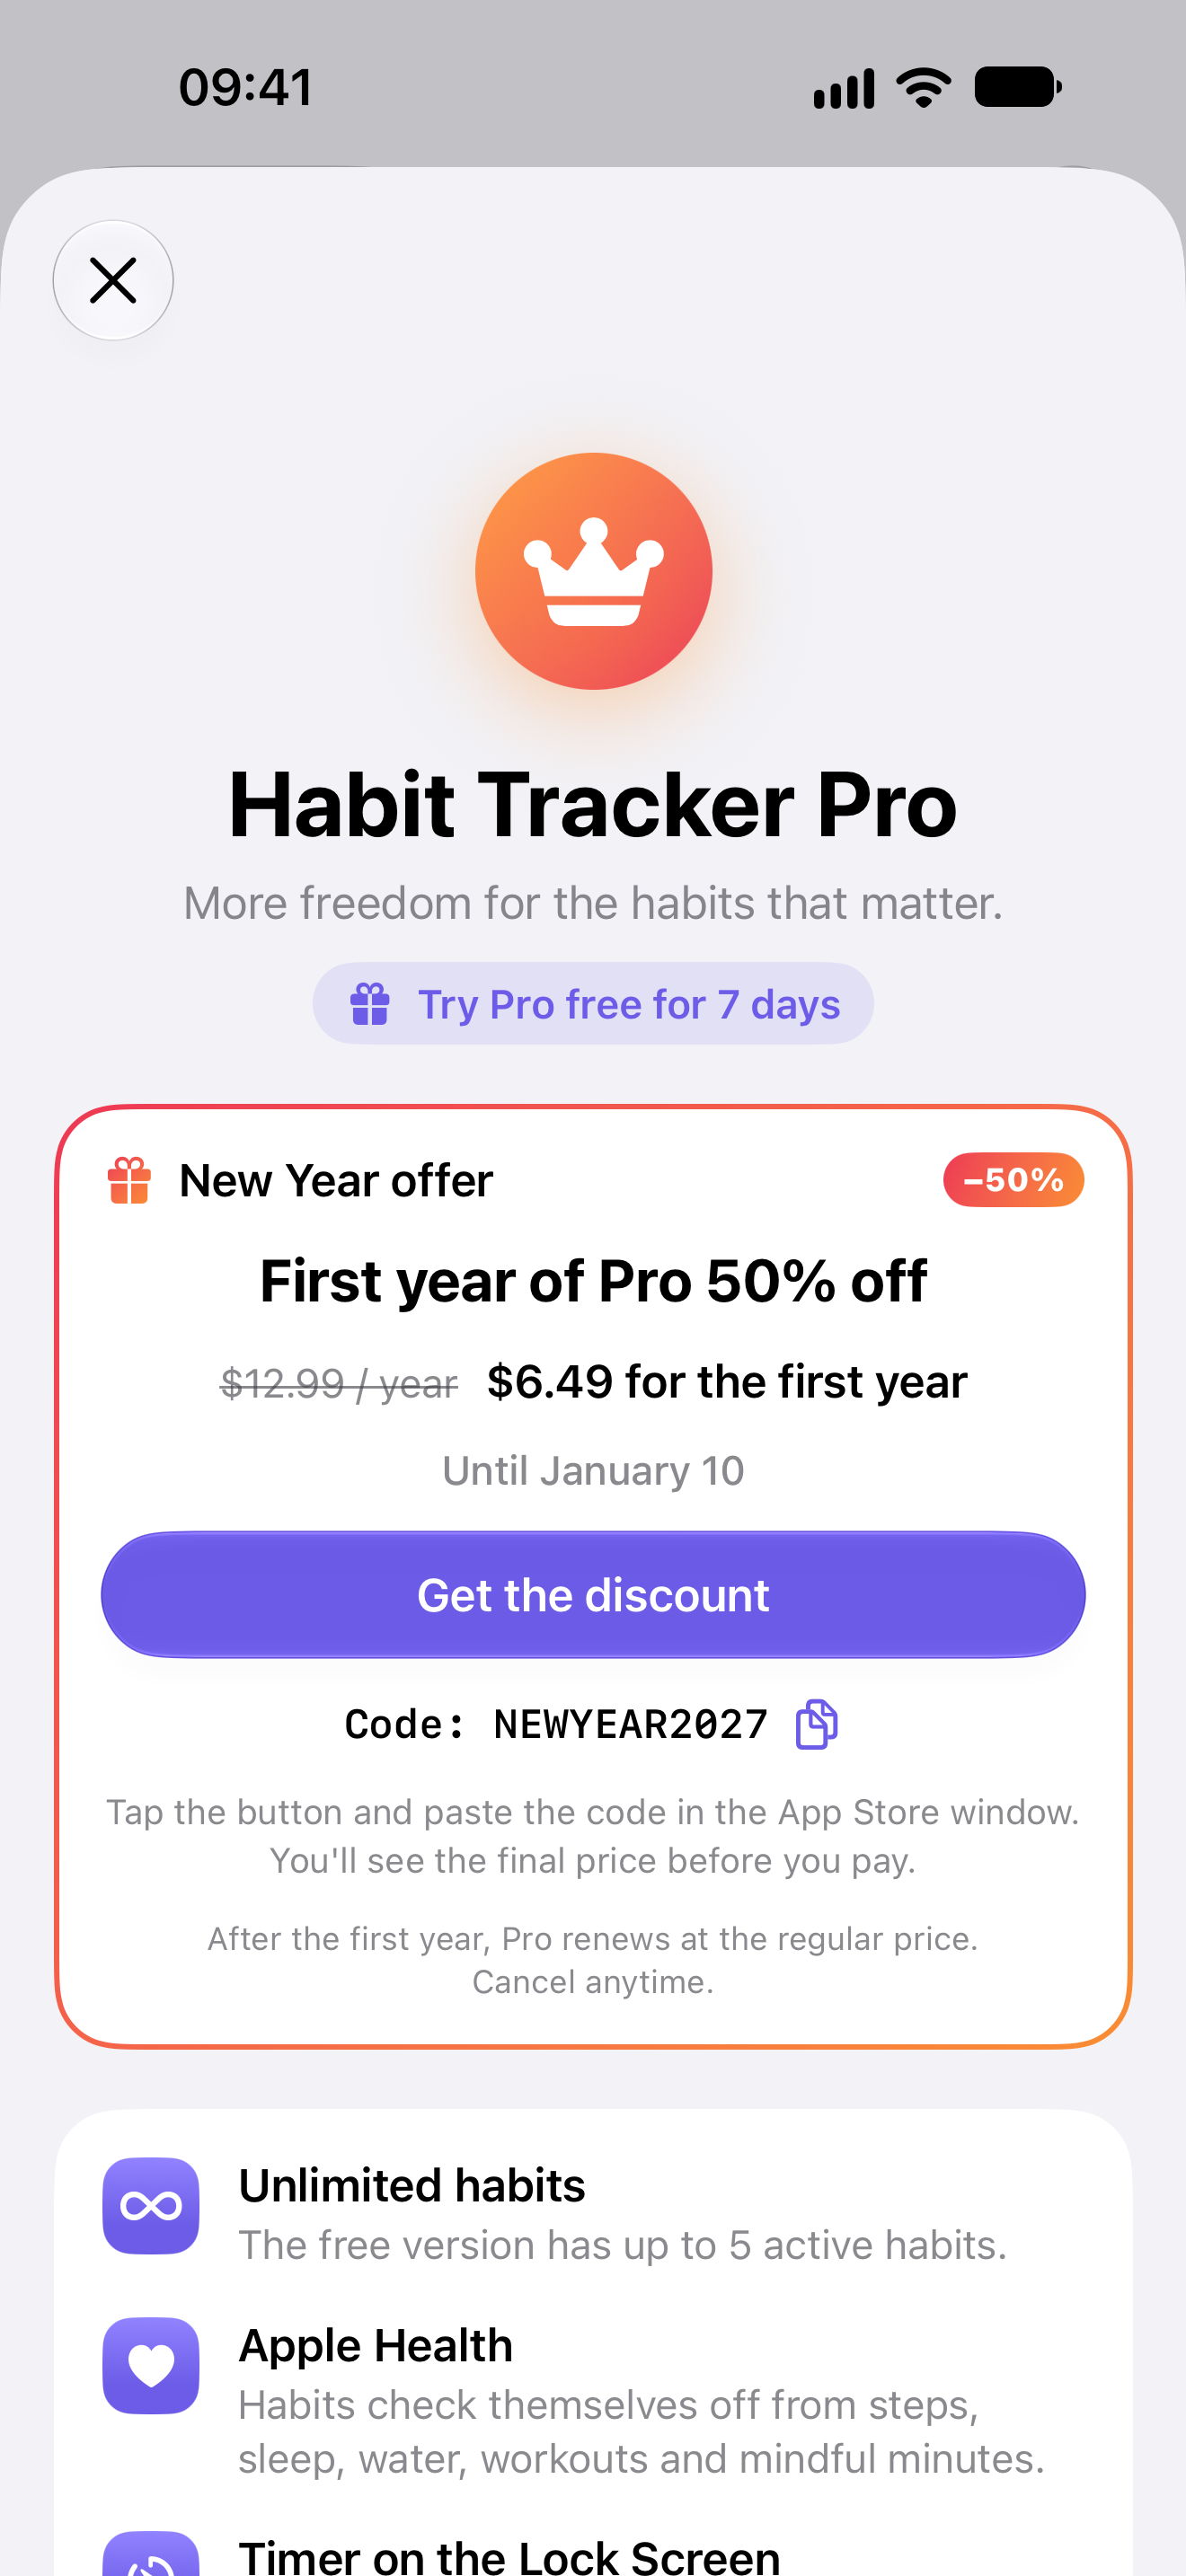 09:41
Habit Tracker Pro
More freedom for the habits that matter.
Try Pro free for 7 days
New Year offer
–50%
First year of Pro 50% off
$12.99 / year $6.49 for the first year
Until January 10
Get the discount
Code: NEWYEAR2027
Tap the button and paste the code in the App Store window.
You'll see the final price before you pay.
After the first year, Pro renews at the regular price.
Cancel anytime.
Unlimited habits
The free version has up to 5 active habits.
Apple Health
Habits check themselves off from steps,
sleep, water, workouts and mindful minutes.
Timer on the Lock Screen